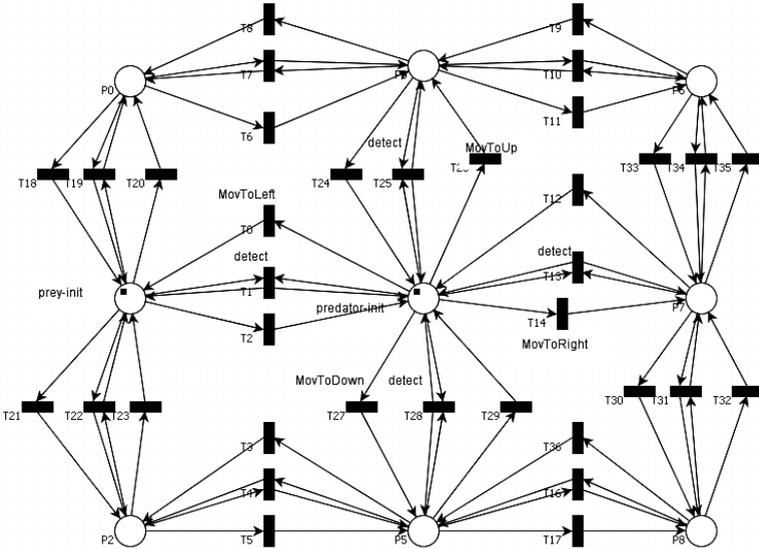 T8
T9
P0
T7
T10
T6
T11
detect
MovToUp
T18
T19
T20
T24
T25
T33
T34
T35
MovToLeft
T0
T12
detect
detect
prey-init
T1
T13
predator-init
P7
T2
T14
MovToRight
MovToDown
detect
T21
T22
T23
T27
T28
T29
T30
T31
T32
T3
T36
T4
T16
P2
T5
P5
T17
P8